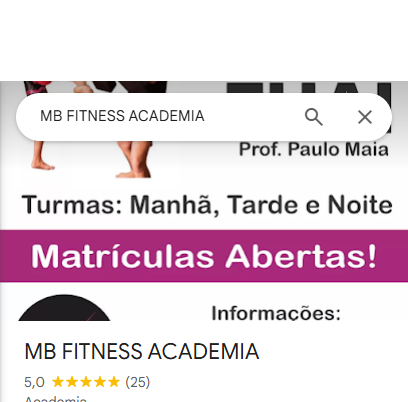 MB FITNESS ACADEMIA
Prof. Paulo Maia
Turmas: Manhã, Tarde e Noite
Matrículas Abertas!
Informações:
MB FITNESS ACADEMIA
5,0 (25)
Academia